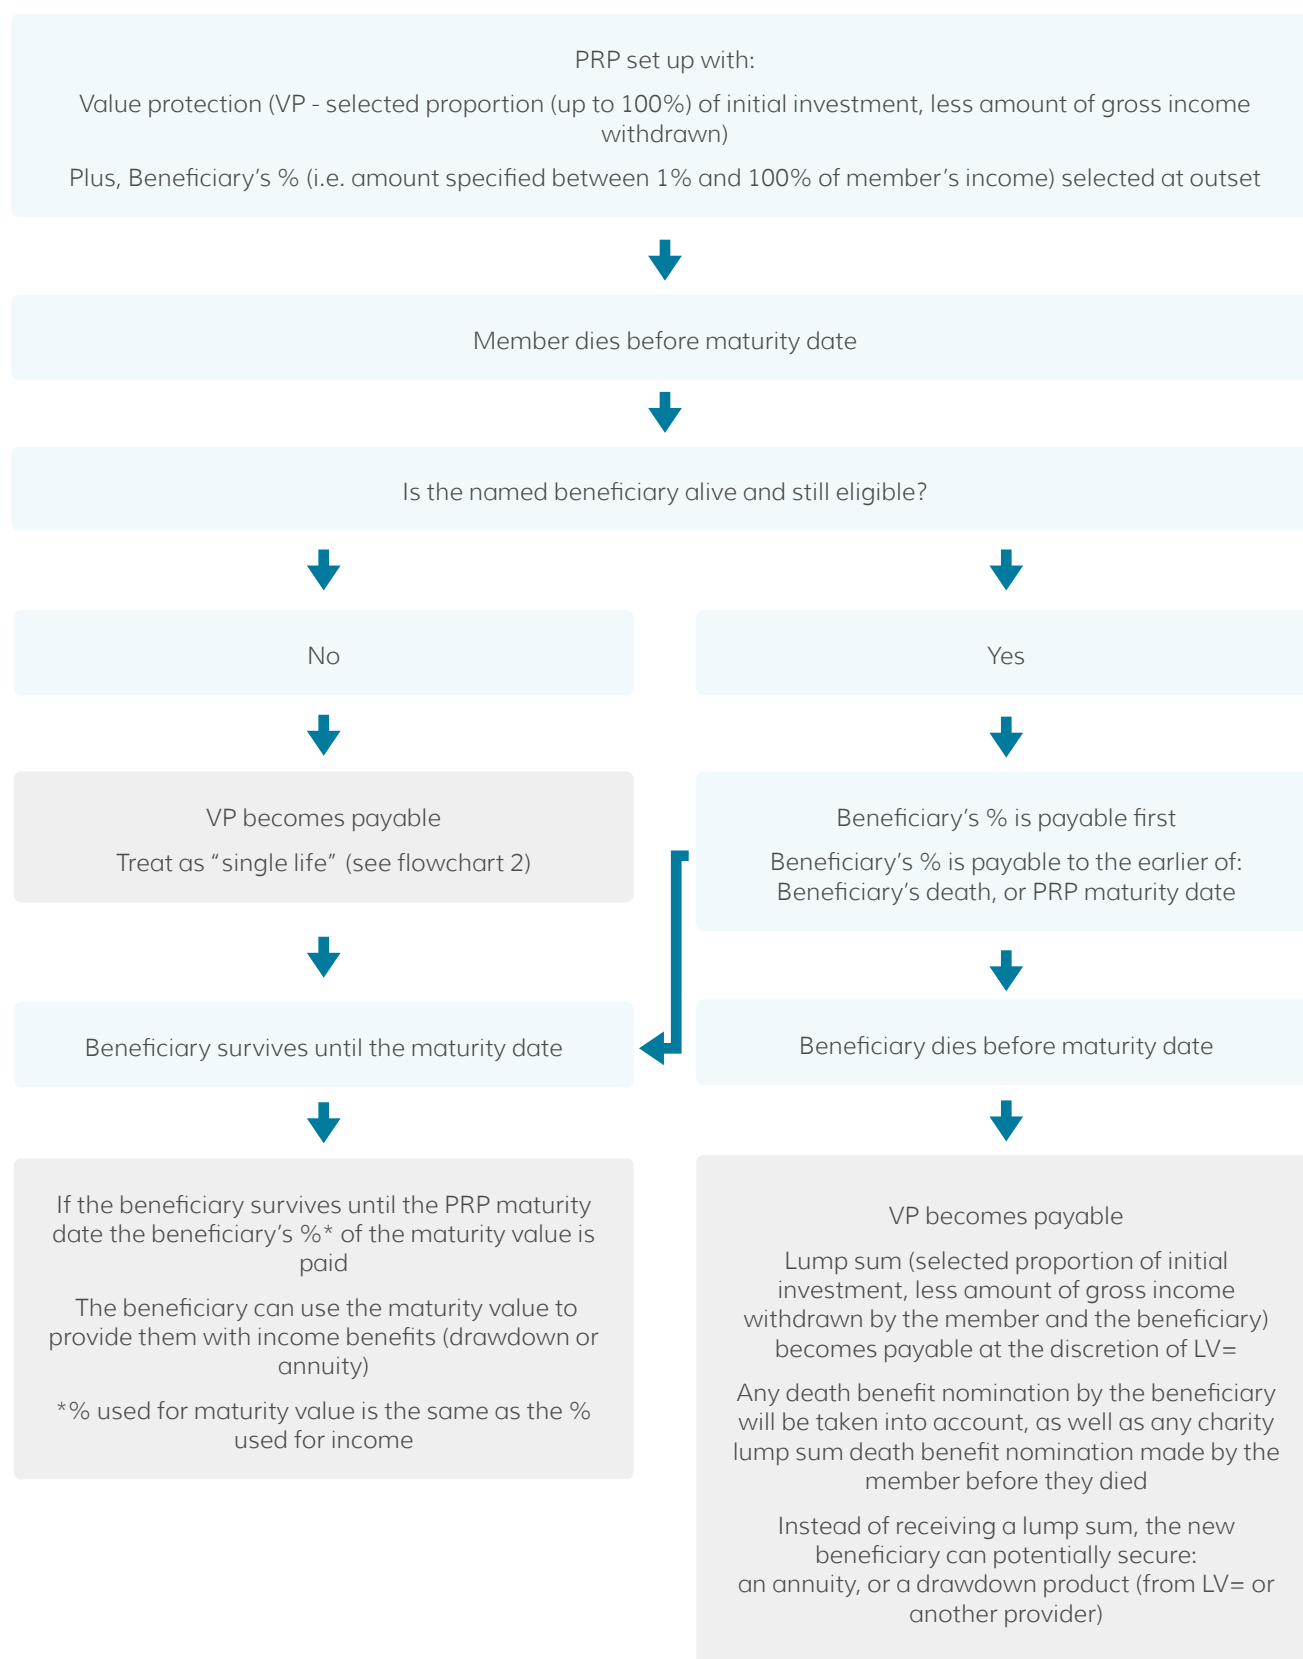 PRP set up with:
Value protection (VP - selected proportion (up to 100%) of initial investment, less amount of gross income
withdrawn)
Plus, Beneficiary’s % (i.e. amount specified between 1% and 100% of member’s income) selected at outset
Member dies before maturity date
Is the named beneficiary alive and still eligible?
No
Yes
VP becomes payable
Treat as “single life” (see flowchart 2)
Beneficiary’s % is payable first
Beneficiary’s % is payable to the earlier of:
Beneficiary’s death, or PRP maturity date
Beneficiary survives until the maturity date
Beneficiary dies before maturity date
If the beneficiary survives until the PRP maturity
date the beneficiary’s %* of the maturity value is
paid
The beneficiary can use the maturity value to
provide them with income benefits (drawdown or
annuity)
*% used for maturity value is the same as the %
used for income
VP becomes payable
Lump sum (selected proportion of initial
investment, less amount of gross income
withdrawn by the member and the beneficiary)
becomes payable at the discretion of LV=
Any death benefit nomination by the beneficiary
will be taken into account, as well as any charity
lump sum death benefit nomination made by the
member before they died
Instead of receiving a lump sum, the new
beneficiary can potentially secure:
an annuity, or a drawdown product (from LV= or
another provider)